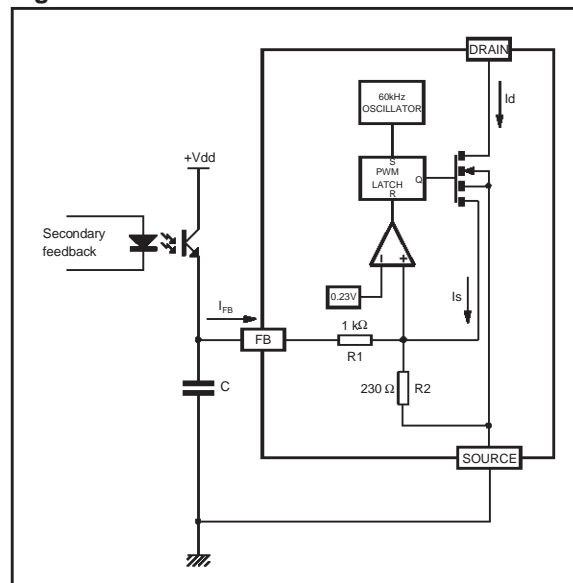 DRAIN
60kHz
OSCILLATOR
Id
+Vdd
S
PWM
LATCH
Q
R
Secondary
feedback
0.23V
Is
I_FB
1 kΩ
FB
R1
230 Ω
R2
C
SOURCE